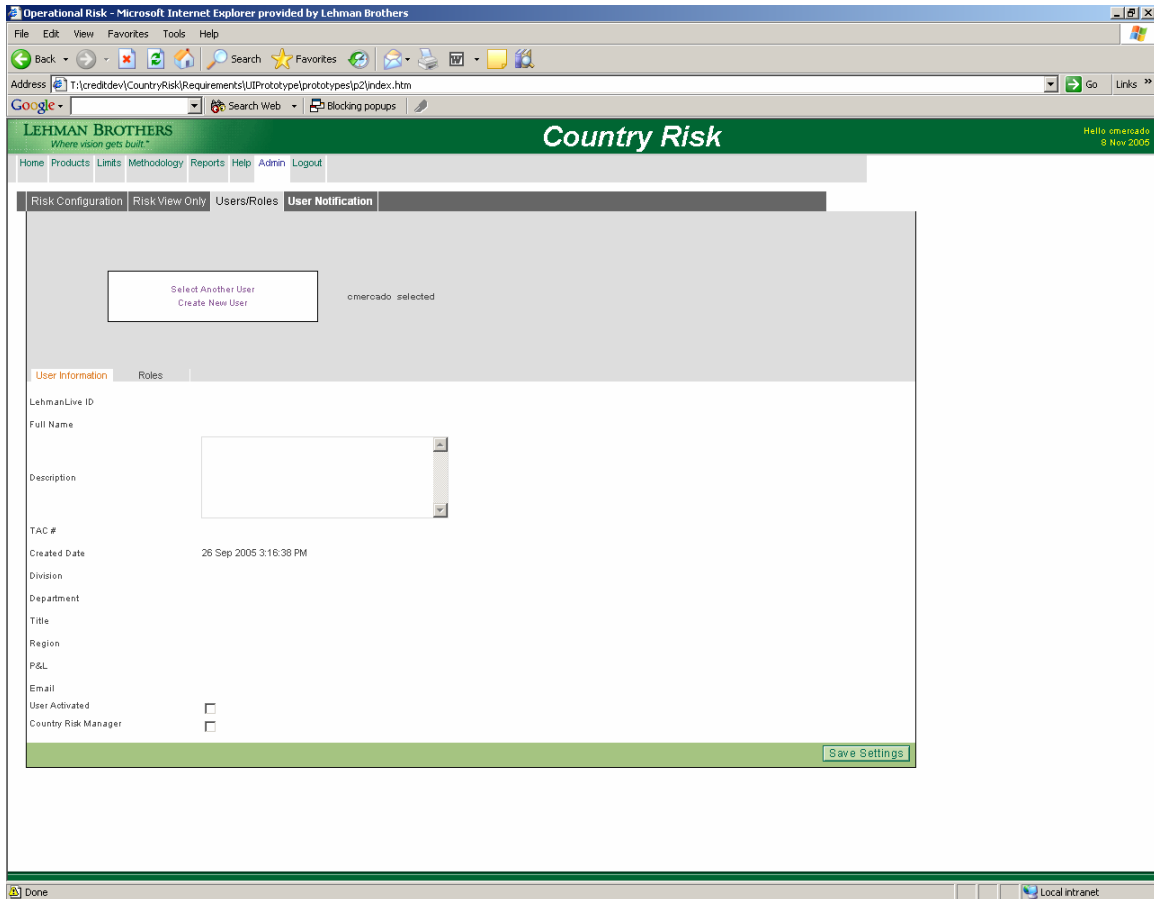 Operational Risk - Microsoft Internet Explorer provided by Lehman Brothers
File Edit View Favorites Tools Help
Back Search Favorites
Address T:\creditdev\CountryRisk\Requirements\UIPrototype\prototypes\p2\index.htm Go Links »
Google Search Web Blocking popups
LEHMAN BROTHERS
Where vision gets built.™
Country Risk
Hello cmercado
8 Nov 2005
Home Products Limits Methodology Reports Help Admin Logout
Risk Configuration Risk View Only Users/Roles User Notification
Select Another User
Create New User
cmercado selected
User Information Roles
LehmanLive ID
Full Name
Description
TAC #
Created Date 26 Sep 2005 3:16:38 PM
Division
Department
Title
Region
P&L
Email
User Activated
Country Risk Manager
Save Settings
Done Local intranet